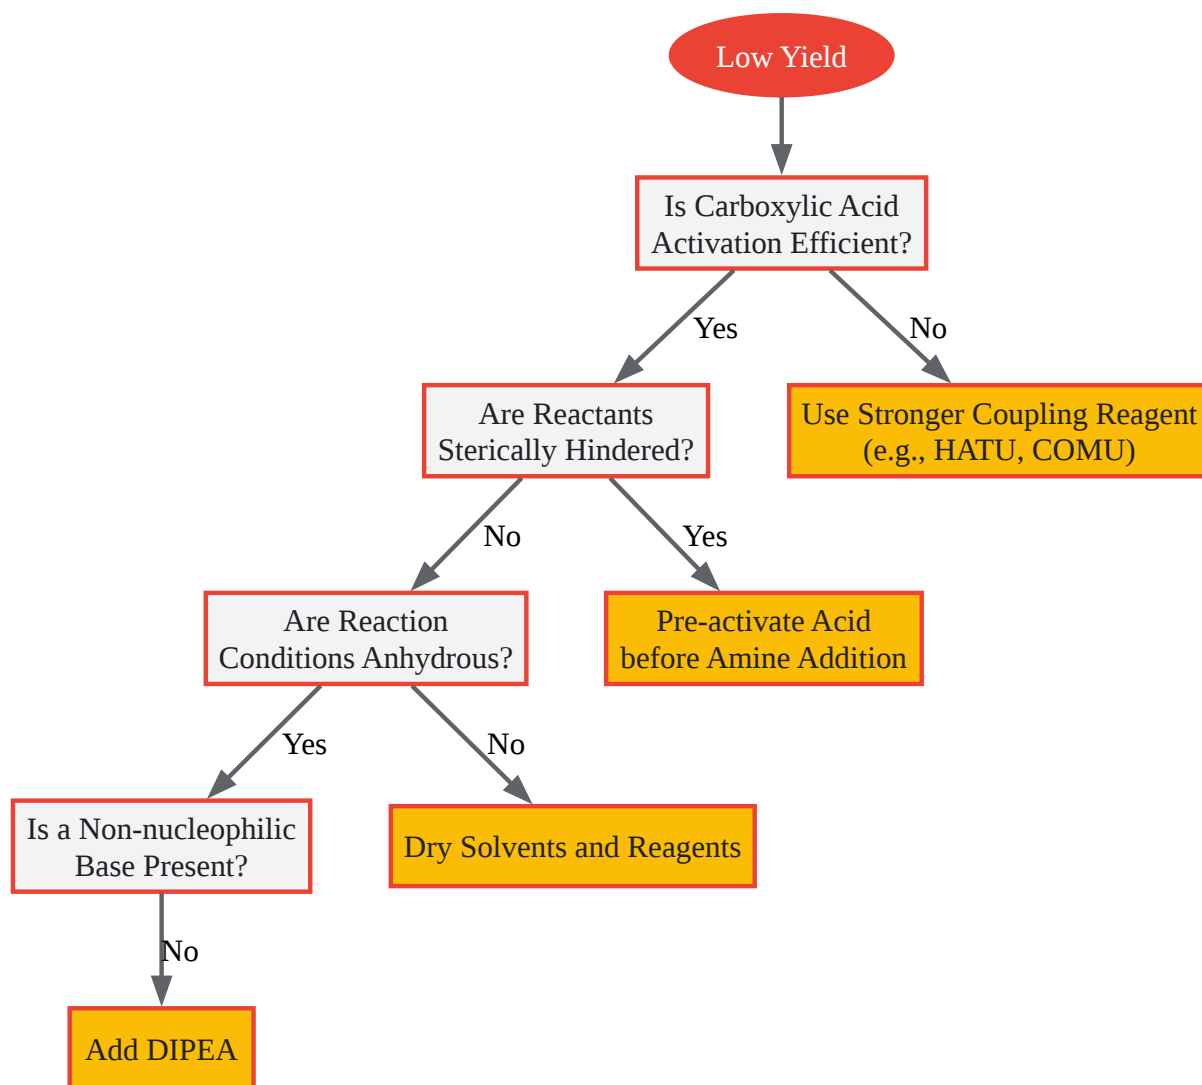 Low Yield
Is Carboxylic Acid
Activation Efficient?
Yes
No
Are Reactants
Sterically Hindered?
Use Stronger Coupling Reagent
(e.g., HATU, COMU)
No
Yes
Are Reaction
Conditions Anhydrous?
Pre-activate Acid
before Amine Addition
Yes
No
Is a Non-nucleophilic
Base Present?
Dry Solvents and Reagents
No
Add DIPEA